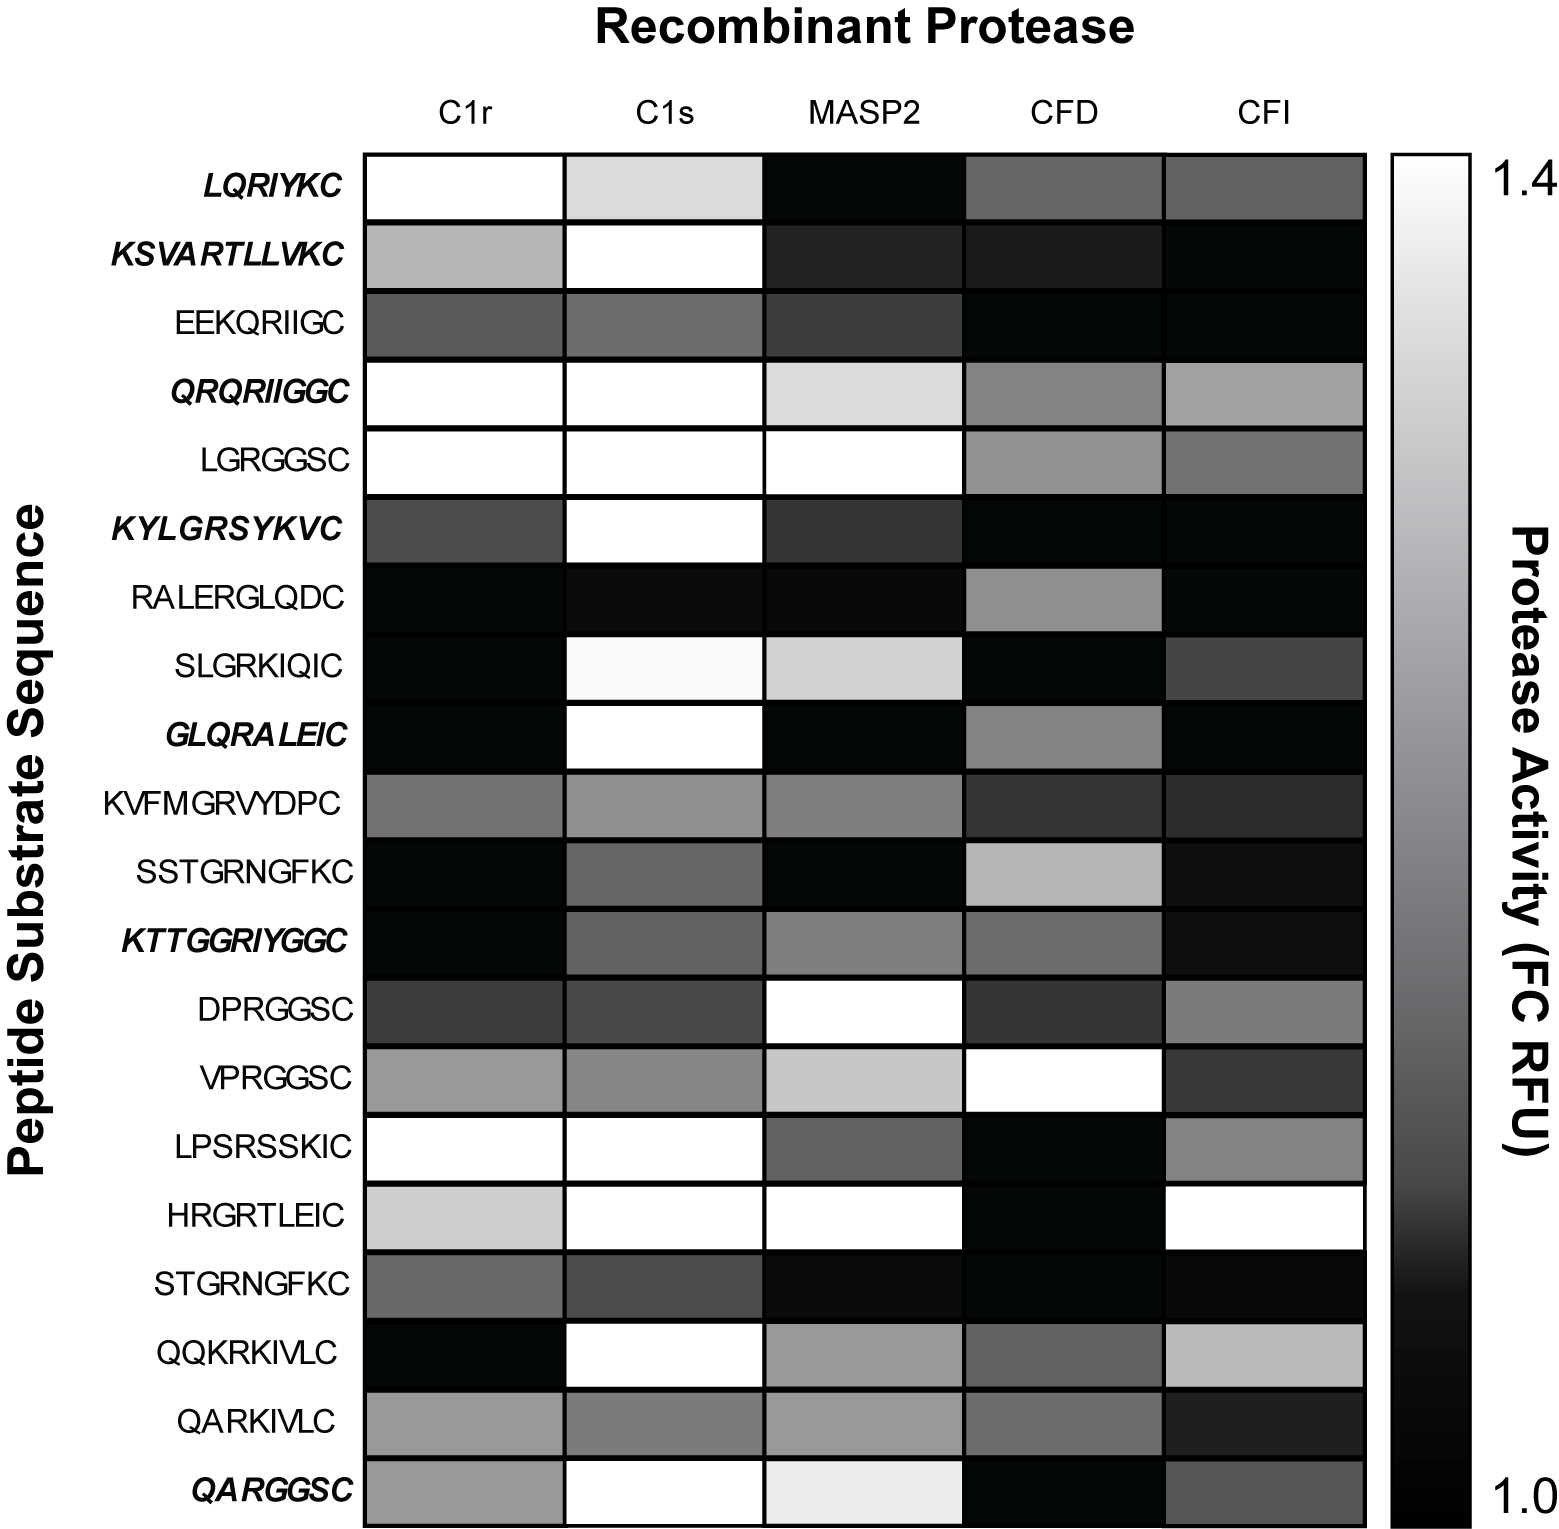 Recombinant Protease
C1r C1s MASP2 CFD CFI
LQRIYKC
KSVARTLLVKC
EEKQRIIGC
QRQRIIGGC
LGRGGSC
KYLGRSYKVC
RALERGLQDC
SLGRKIQIC
GLQRALEIC
KVFMGRVYDPC
SSTGRNGFKC
KTTGGRIYGGC
DPRGGSC
VPRGGSC
LPSRSSKIC
HRGRTLEIC
STGRNGFKC
QQKRKIVLC
QARKIVLC
QARGGSC
Peptide Substrate Sequence
1.4
1.0
Protease Activity (FC RFU)